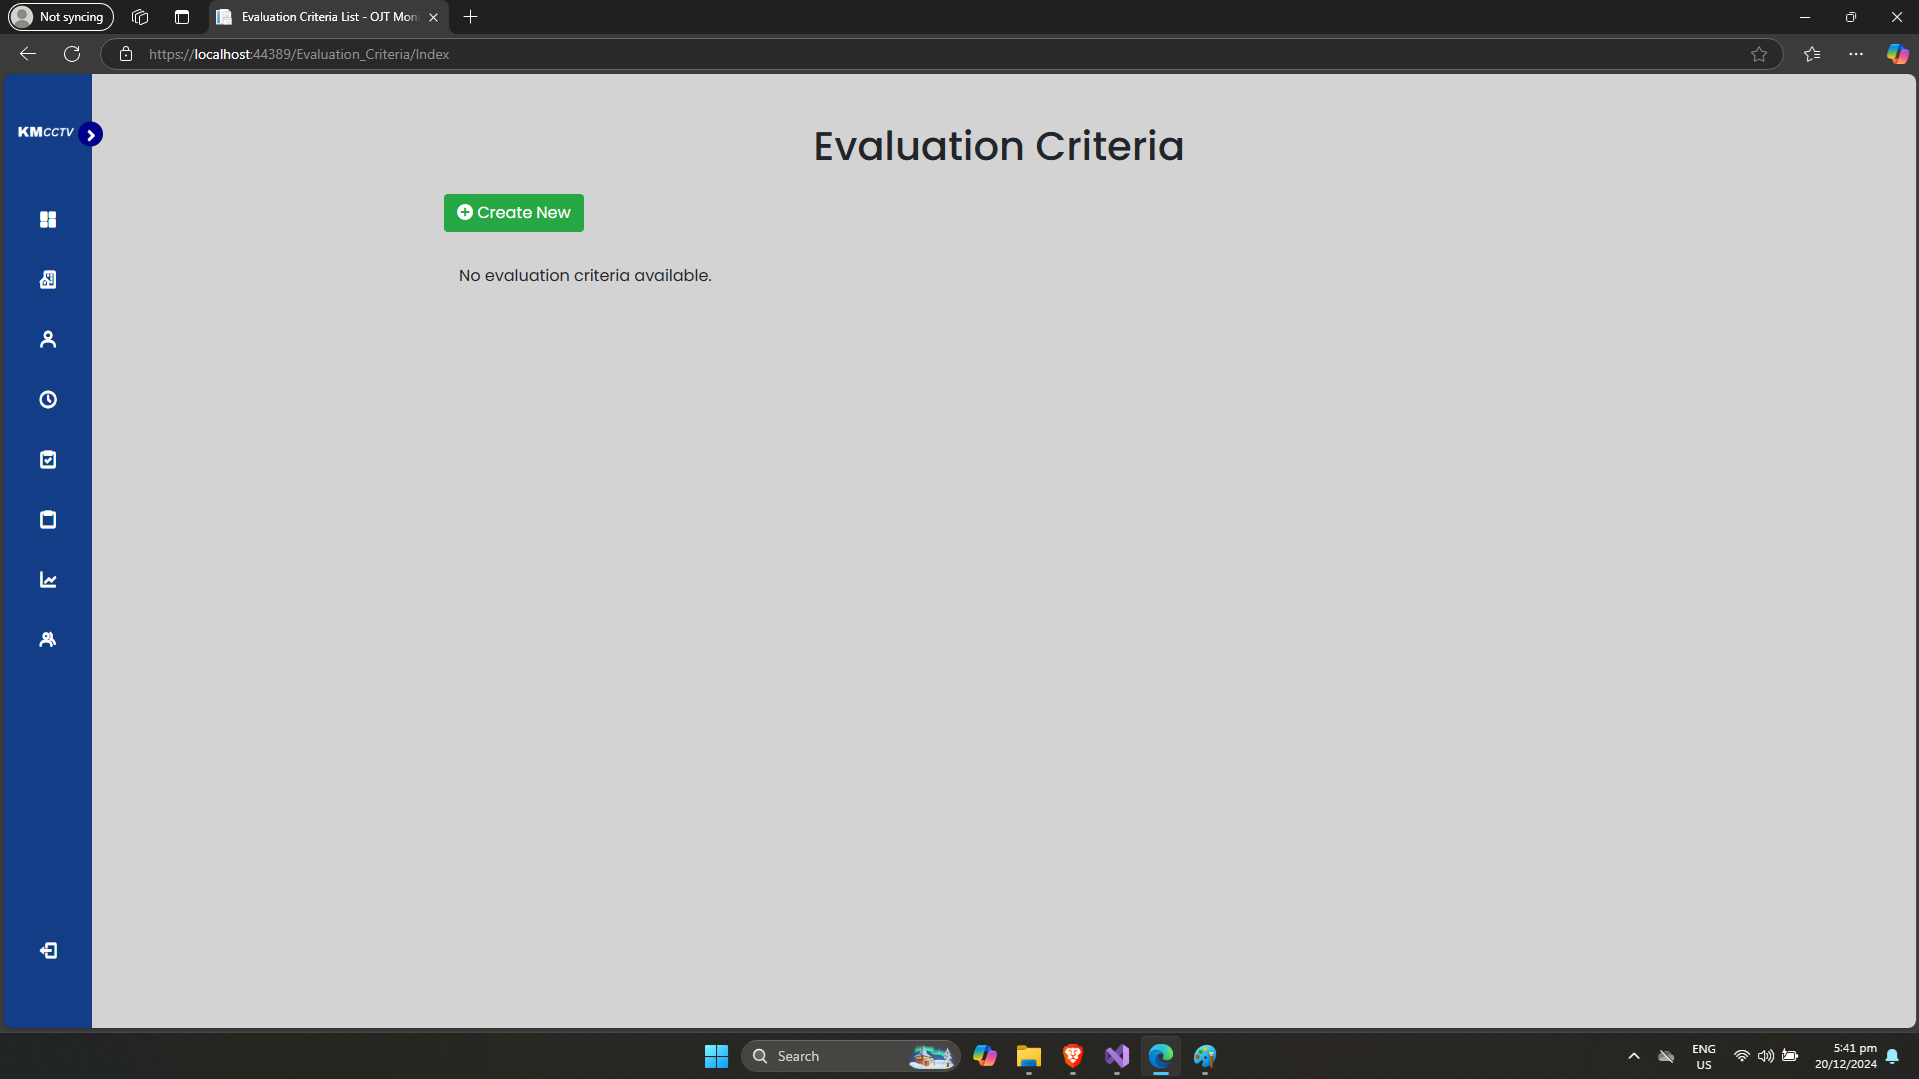 Not syncing
Evaluation Criteria List - OJT Mon
https://localhost:44389/Evaluation_Criteria/Index
KMCCTV
Evaluation Criteria
Create New
No evaluation criteria available.
Search
ENG
US
5:41 pm
20/12/2024